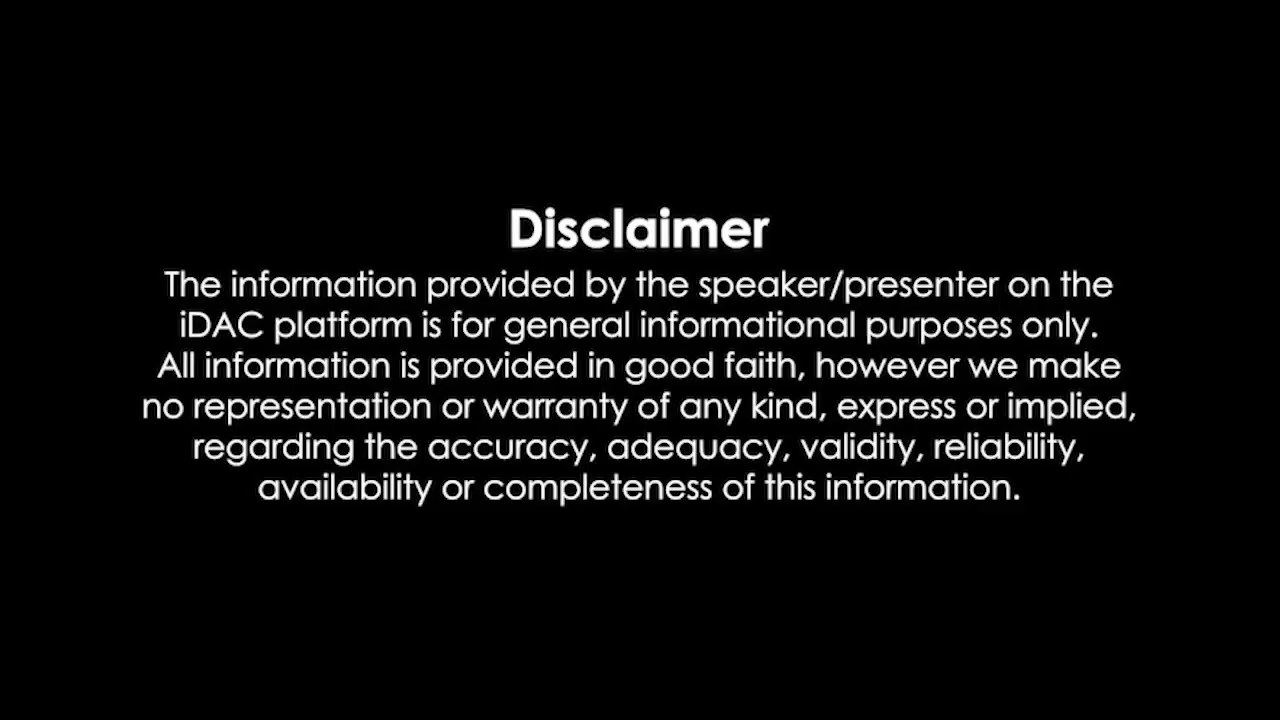 Disclaimer
The information provided by the speaker/presenter on the
iDAC platform is for general informational purposes only.
All information is provided in good faith, however we make
no representation or warranty of any kind, express or implied,
regarding the accuracy, adequacy, validity, reliability,
availability or completeness of this information.